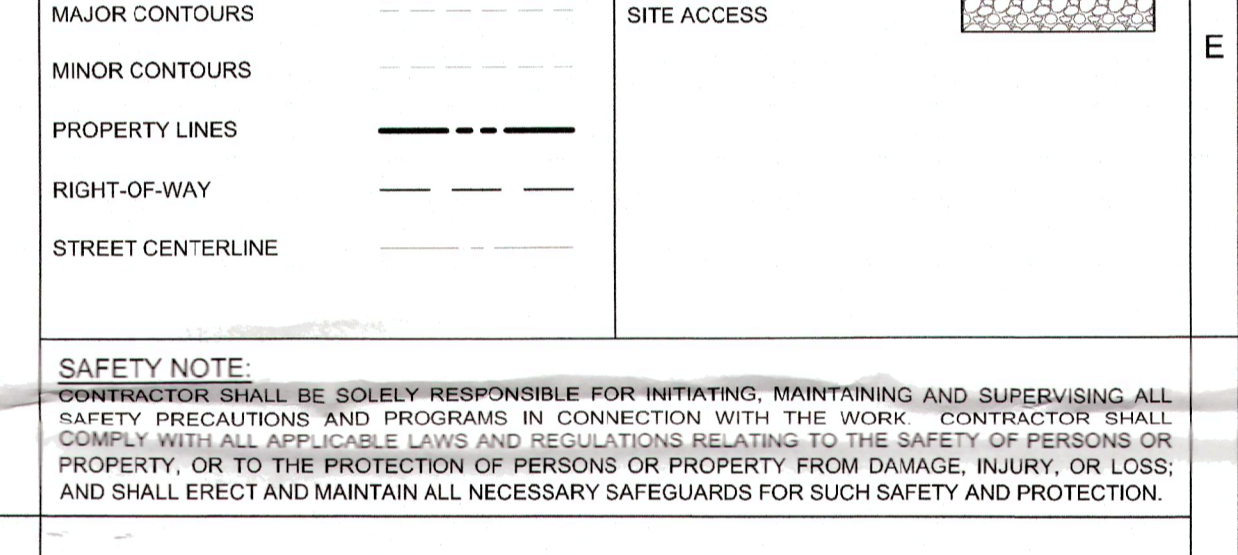 MAJOR CONTOURS
SITE ACCESS
E
MINOR CONTOURS
PROPERTY LINES
RIGHT-OF-WAY
STREET CENTERLINE
SAFETY NOTE:
CONTRACTOR SHALL BE SOLELY RESPONSIBLE FOR INITIATING, MAINTAINING AND SUPERVISING ALL
SAFETY PRECAUTIONS AND PROGRAMS IN CONNECTION WITH THE WORK. CONTRACTOR SHALL
COMPLY WITH ALL APPLICABLE LAWS AND REGULATIONS RELATING TO THE SAFETY OF PERSONS OR
PROPERTY, OR TO THE PROTECTION OF PERSONS OR PROPERTY FROM DAMAGE, INJURY, OR LOSS;
AND SHALL ERECT AND MAINTAIN ALL NECESSARY SAFEGUARDS FOR SUCH SAFETY AND PROTECTION.